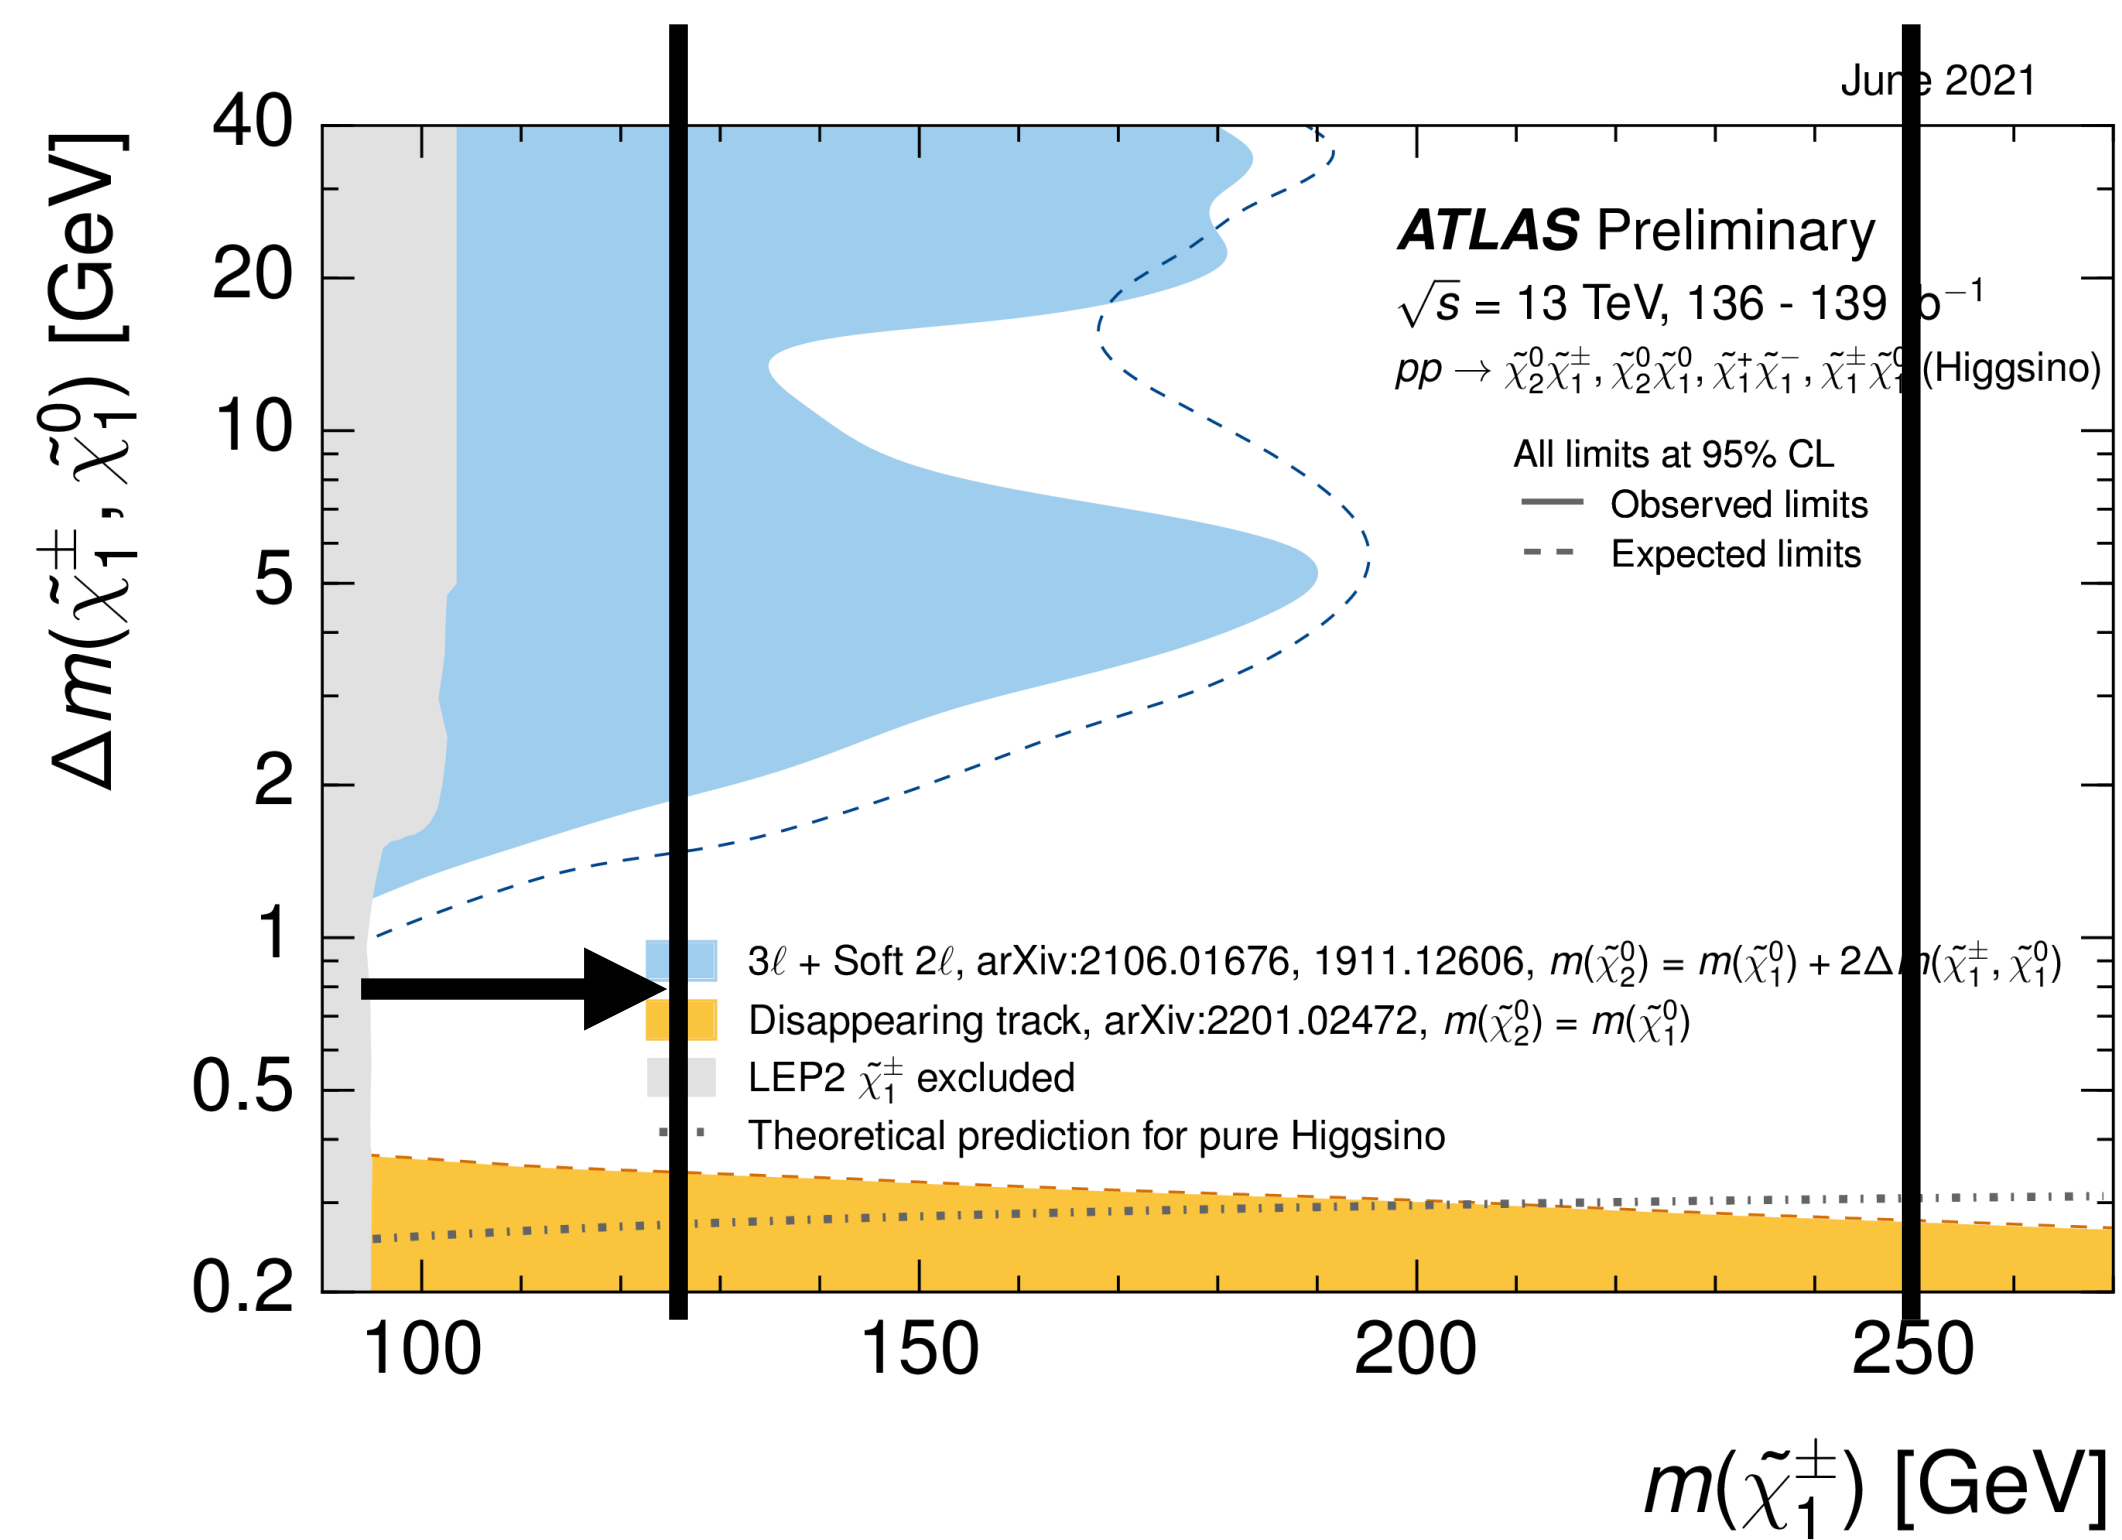 June 2021
40
20
10
5
2
1
0.5
0.2
Δm(χ̃₁±, χ̃₁⁰) [GeV]
ATLAS Preliminary
√s = 13 TeV, 136 - 139 b⁻¹
pp → χ̃₂⁰χ̃₁±, χ̃₂⁰χ̃₁⁰, χ̃₁⁺χ̃₁⁻, χ̃₁±χ̃₁⁰ (Higgsino)
All limits at 95% CL
Observed limits
Expected limits
3ℓ + Soft 2ℓ, arXiv:2106.01676, 1911.12606, m(χ̃₂⁰) = m(χ̃₁⁰) + 2Δm(χ̃₁±, χ̃₁⁰)
Disappearing track, arXiv:2201.02472, m(χ̃₂⁰) = m(χ̃₁⁰)
LEP2 χ̃₁± excluded
Theoretical prediction for pure Higgsino
100 150 200 250
m(χ̃₁±) [GeV]